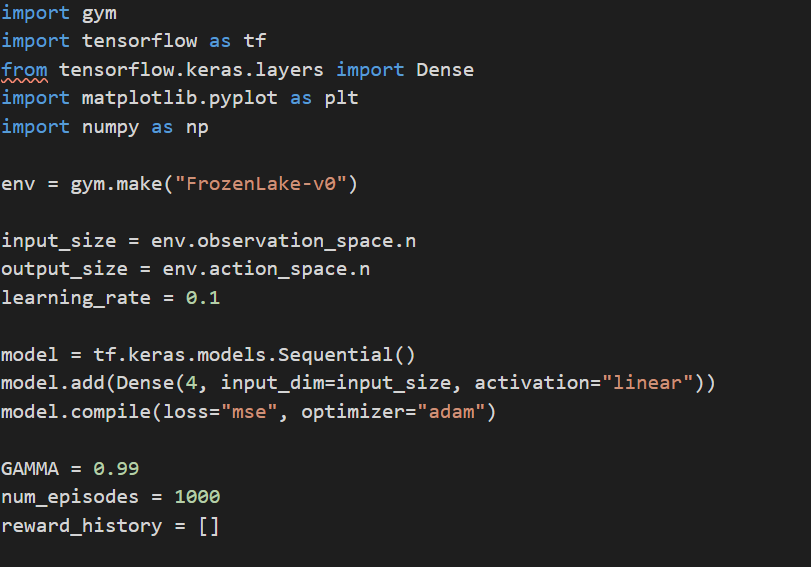 import gym
import tensorflow as tf
from tensorflow.keras.layers import Dense
import matplotlib.pyplot as plt
import numpy as np
env = gym.make("FrozenLake-v0")
input_size = env.observation_space.n
output_size = env.action_space.n
learning_rate = 0.1
model = tf.keras.models.Sequential()
model.add(Dense(4, input_dim=input_size, activation="linear"))
model.compile(loss="mse", optimizer="adam")
GAMMA = 0.99
num_episodes = 1000
reward_history = []